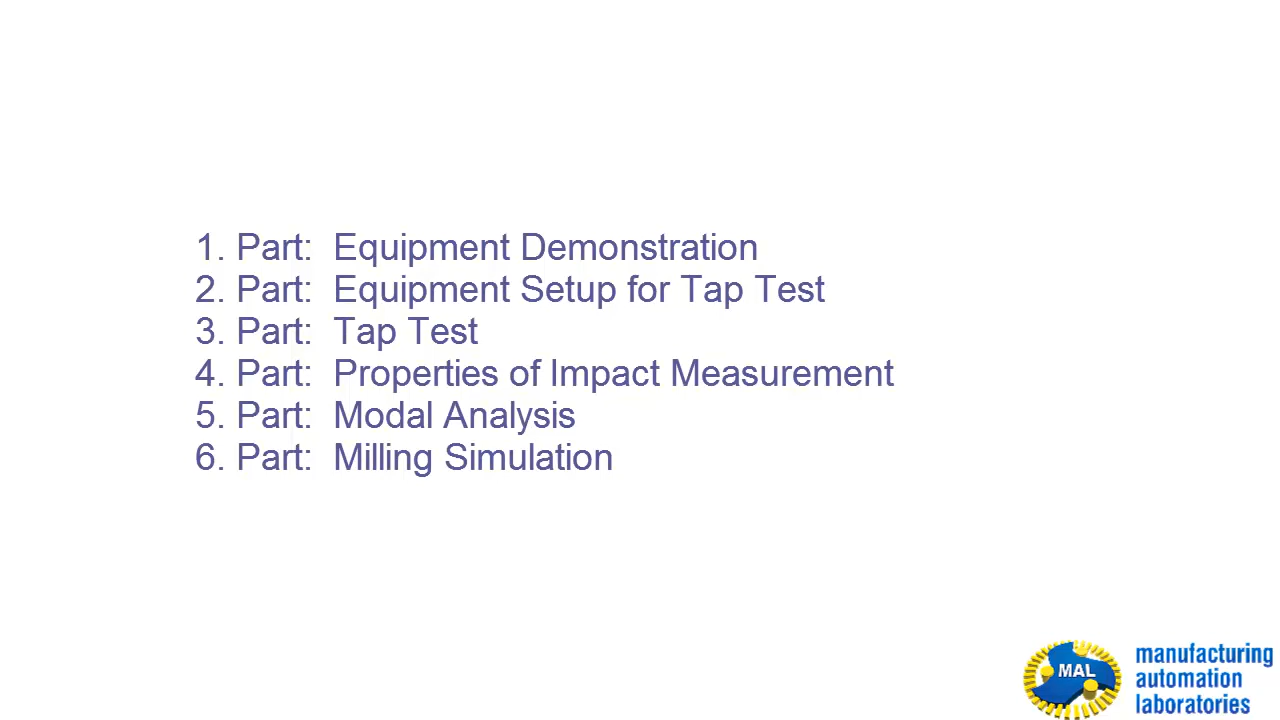 1. Part: Equipment Demonstration
2. Part: Equipment Setup for Tap Test
3. Part: Tap Test
4. Part: Properties of Impact Measurement
5. Part: Modal Analysis
6. Part: Milling Simulation
MAL
manufacturing
automation
laboratories